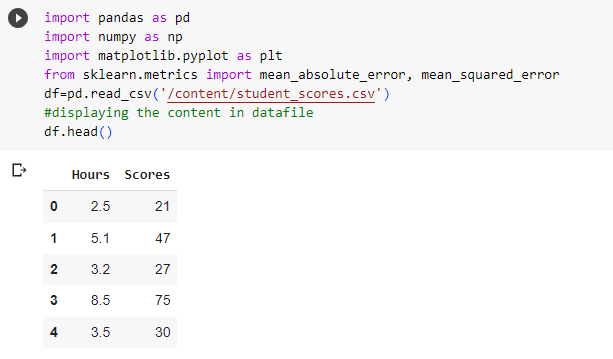 import pandas as pd
import numpy as np
import matplotlib.pyplot as plt
from sklearn.metrics import mean_absolute_error, mean_squared_error
df=pd.read_csv('/content/student_scores.csv')
#displaying the content in datafile
df.head()
Hours Scores
0 2.5 21
1 5.1 47
2 3.2 27
3 8.5 75
4 3.5 30